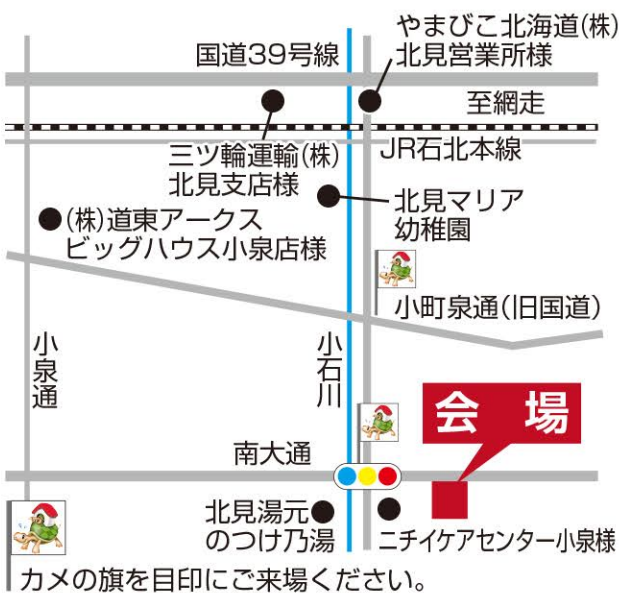 やまびこ北海道(株)
北見営業所様
国道39号線
至網走
三ツ輪運輸(株)
北見支店様
JR石北本線
北見マリア
幼稚園
(株)道東アークス
ビッグハウス小泉店様
小町泉通(旧国道)
小泉通
小石川
会場
南大通
北見湯元
のつけ乃湯
ニチイケアセンター小泉様
カメの旗を目印にご来場ください。